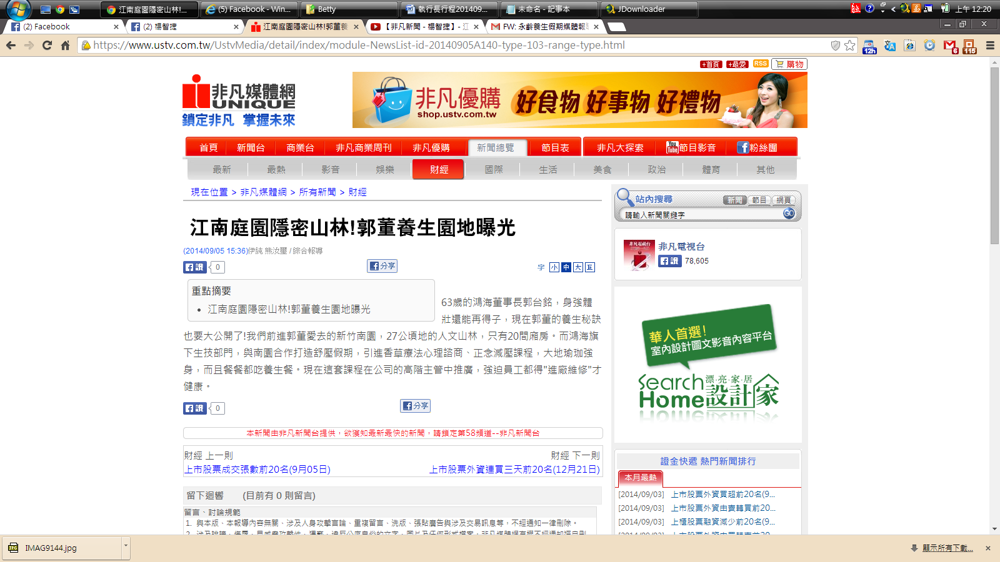 江南庭園隱密山林!...
(5) Facebook - Win...
Betty
執行長行程201409...
未命名 - 記事本
JDownloader
上午 12:20
(2) Facebook
(2) 楊智捷
江南庭園隱密山林!郭董養
【非凡新聞 - 楊智捷】- 江
FW: 永齡養生假期媒體報
https://www.ustv.com.tw/UstvMedia/detail/index/module-NewsList-id-20140905A140-type-103-range-type.html
12h
6
115
+首頁 +最愛 RSS 購物
非凡媒體網
UNIQUE
鎖定非凡 掌握未來
非凡優購
shop.ustv.com.tw
好食物 好事物 好禮物
首頁 新聞台 商業台 非凡商業周刊 非凡優購 新聞總覽 節目表 非凡大探索 You Tube 節目影音 粉絲團
最新 最熱 影音 娛樂 財經 國際 生活 美食 政治 體育 其他
現在位置 > 非凡媒體網 > 所有新聞 > 財經
江南庭園隱密山林!郭董養生園地曝光
(2014/09/05 15:36)伊純 熊汝璽 / 綜合報導
讚 0
分享
字 小 中 大 巨
重點摘要
江南庭園隱密山林!郭董養生園地曝光
63歲的鴻海董事長郭台銘，身強體
壯還能再得子，現在郭董的養生秘訣
也要大公開了!我們前進郭董愛去的新竹南園，27公頃地的人文山林，只有20間廂房。而鴻海旗
下生技部門，與南園合作打造舒壓假期，引進香草療法心理諮商、正念減壓課程，大地瑜珈強
身，而且餐餐都吃養生餐。現在這套課程在公司的高階主管中推廣，強迫員工都得"進廠維修"才
健康。
讚 0
分享
本新聞由非凡新聞台提供，欲獲知最新最快的新聞，請鎖定第58頻道--非凡新聞台
財經 上一則
財經 下一則
上市股票成交張數前20名(9月05日)
上市股票外資連買三天前20名(12月21日)
留下迴響 (目前有 0 則留言)
留言、討論規範
1. 與本版、本報導內容無關、涉及人身攻擊言論、重複留言、洗版、張貼廣告與涉及交易訊息等，不經通知一律刪除。
站內搜尋
新聞 節目 網頁
請輸入新聞關鍵字
GO
非凡電視台
非凡電視台
讚 78,605
華人首選!
室內設計圖文影音內容平台
Search
Home
漂·亮·家·居
設計家
證金快遞 熱門新聞排行
本月最熱
[2014/09/03] 上市股票外資買超前20名(9...
[2014/09/03] 上市股票外資由賣轉買前20...
[2014/09/03] 上櫃股票融資減少前20名(9...
IMAG9144.jpg
顯示所有下載...